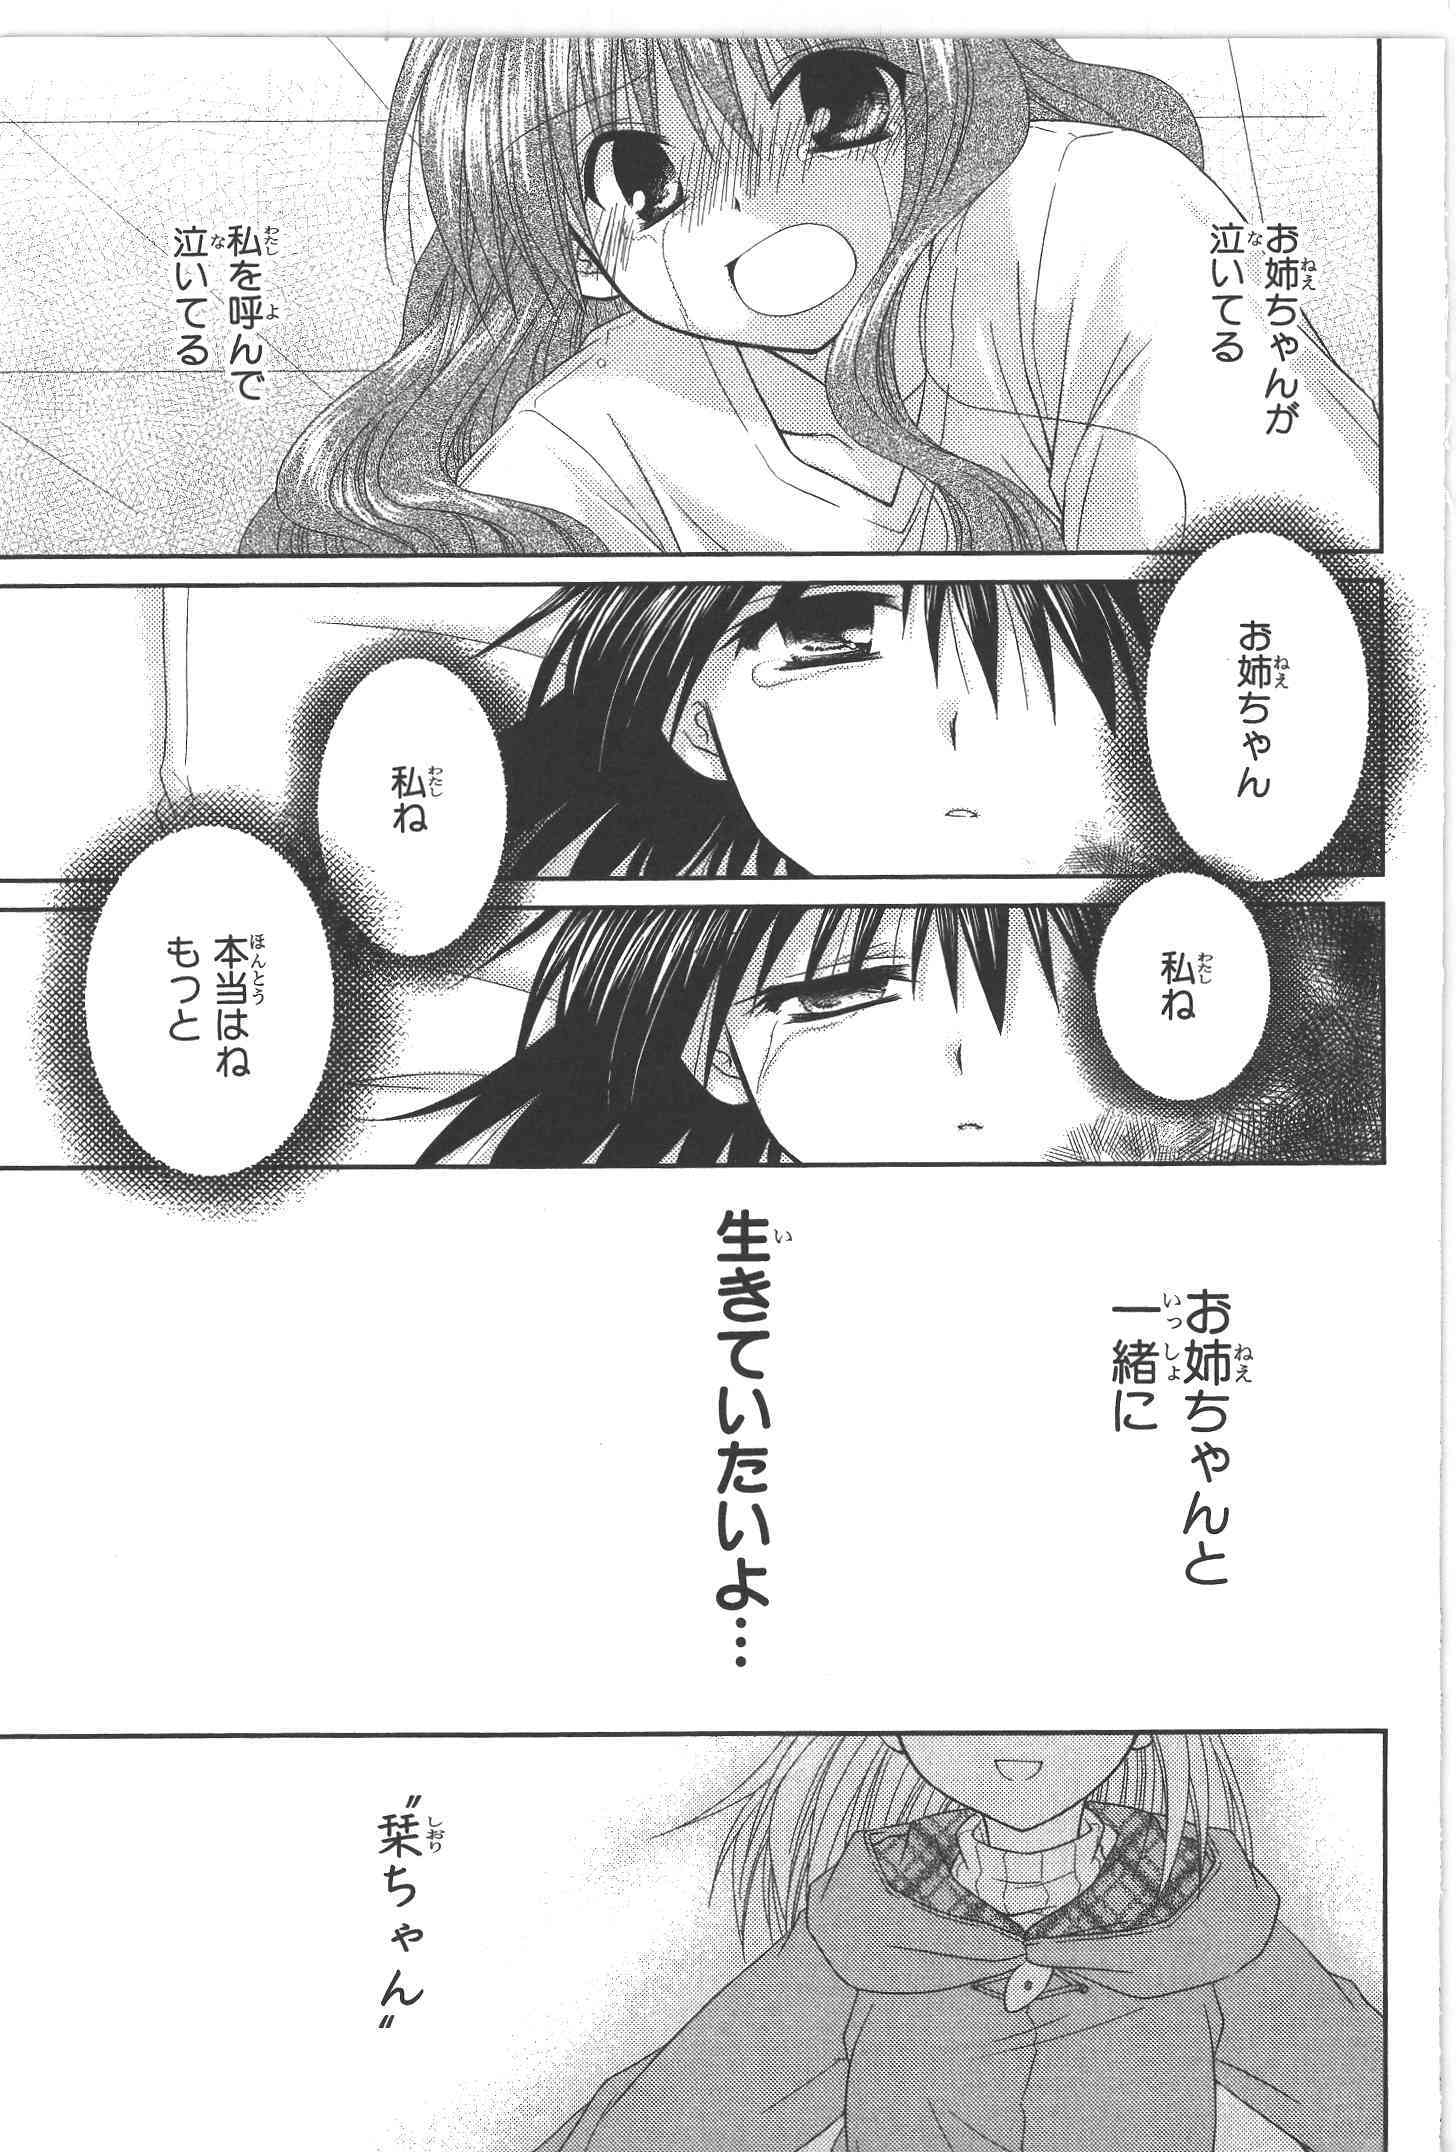 お姉ちゃんが
泣いてる
私を呼んで
泣いてる
お姉ちゃん
私ね
私ね
本当はね
もっと
お姉ちゃんと
一緒に
生きていたいよ…
〝栞ちゃん〟